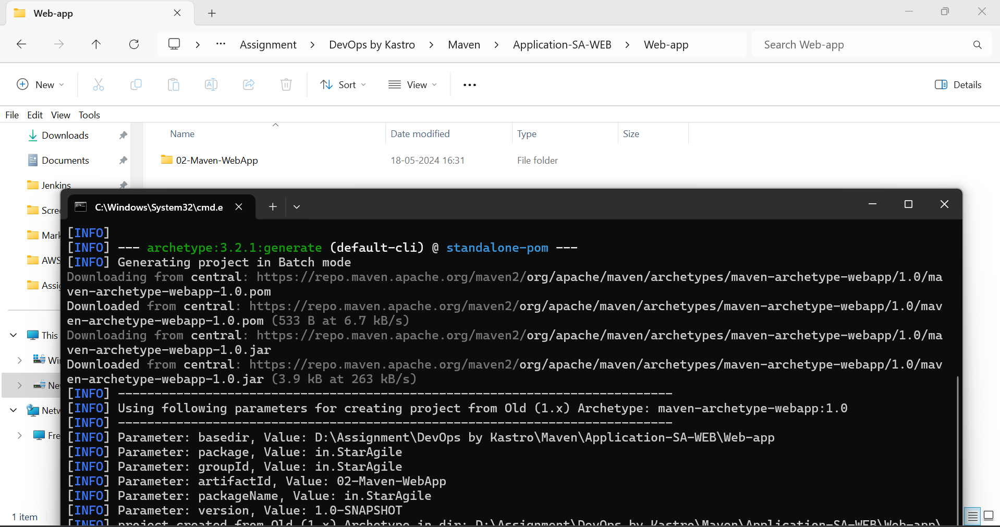 Web-app
Assignment > DevOps by Kastro > Maven > Application-SA-WEB > Web-app
Search Web-app
New
Sort
View
Details
File Edit View Tools
Name Date modified Type Size
Downloads
Documents
Jenkins
Scre
Mark
AWS
Assig
This
Wi
Ne
Netw
Fre
02-Maven-WebApp 18-05-2024 16:31 File folder
C:\Windows\System32\cmd.e
[INFO]
[INFO] --- archetype:3.2.1:generate (default-cli) @ standalone-pom ---
[INFO] Generating project in Batch mode
Downloading from central: https://repo.maven.apache.org/maven2/org/apache/maven/archetypes/maven-archetype-webapp/1.0/ma
ven-archetype-webapp-1.0.pom
Downloaded from central: https://repo.maven.apache.org/maven2/org/apache/maven/archetypes/maven-archetype-webapp/1.0/mav
en-archetype-webapp-1.0.pom (533 B at 6.7 kB/s)
Downloading from central: https://repo.maven.apache.org/maven2/org/apache/maven/archetypes/maven-archetype-webapp/1.0/ma
ven-archetype-webapp-1.0.jar
Downloaded from central: https://repo.maven.apache.org/maven2/org/apache/maven/archetypes/maven-archetype-webapp/1.0/mav
en-archetype-webapp-1.0.jar (3.9 kB at 263 kB/s)
[INFO] ----------------------------------------------------------------------------
[INFO] Using following parameters for creating project from Old (1.x) Archetype: maven-archetype-webapp:1.0
[INFO] ----------------------------------------------------------------------------
[INFO] Parameter: basedir, Value: D:\Assignment\DevOps by Kastro\Maven\Application-SA-WEB\Web-app
[INFO] Parameter: package, Value: in.StarAgile
[INFO] Parameter: groupId, Value: in.StarAgile
[INFO] Parameter: artifactId, Value: 02-Maven-WebApp
[INFO] Parameter: packageName, Value: in.StarAgile
[INFO] Parameter: version, Value: 1.0-SNAPSHOT
[INFO] project created from Old (1.x) Archetype in dir: D:\Assignment\DevOps by Kastro\Maven\Application-SA-WEB\Web-app\
1 item